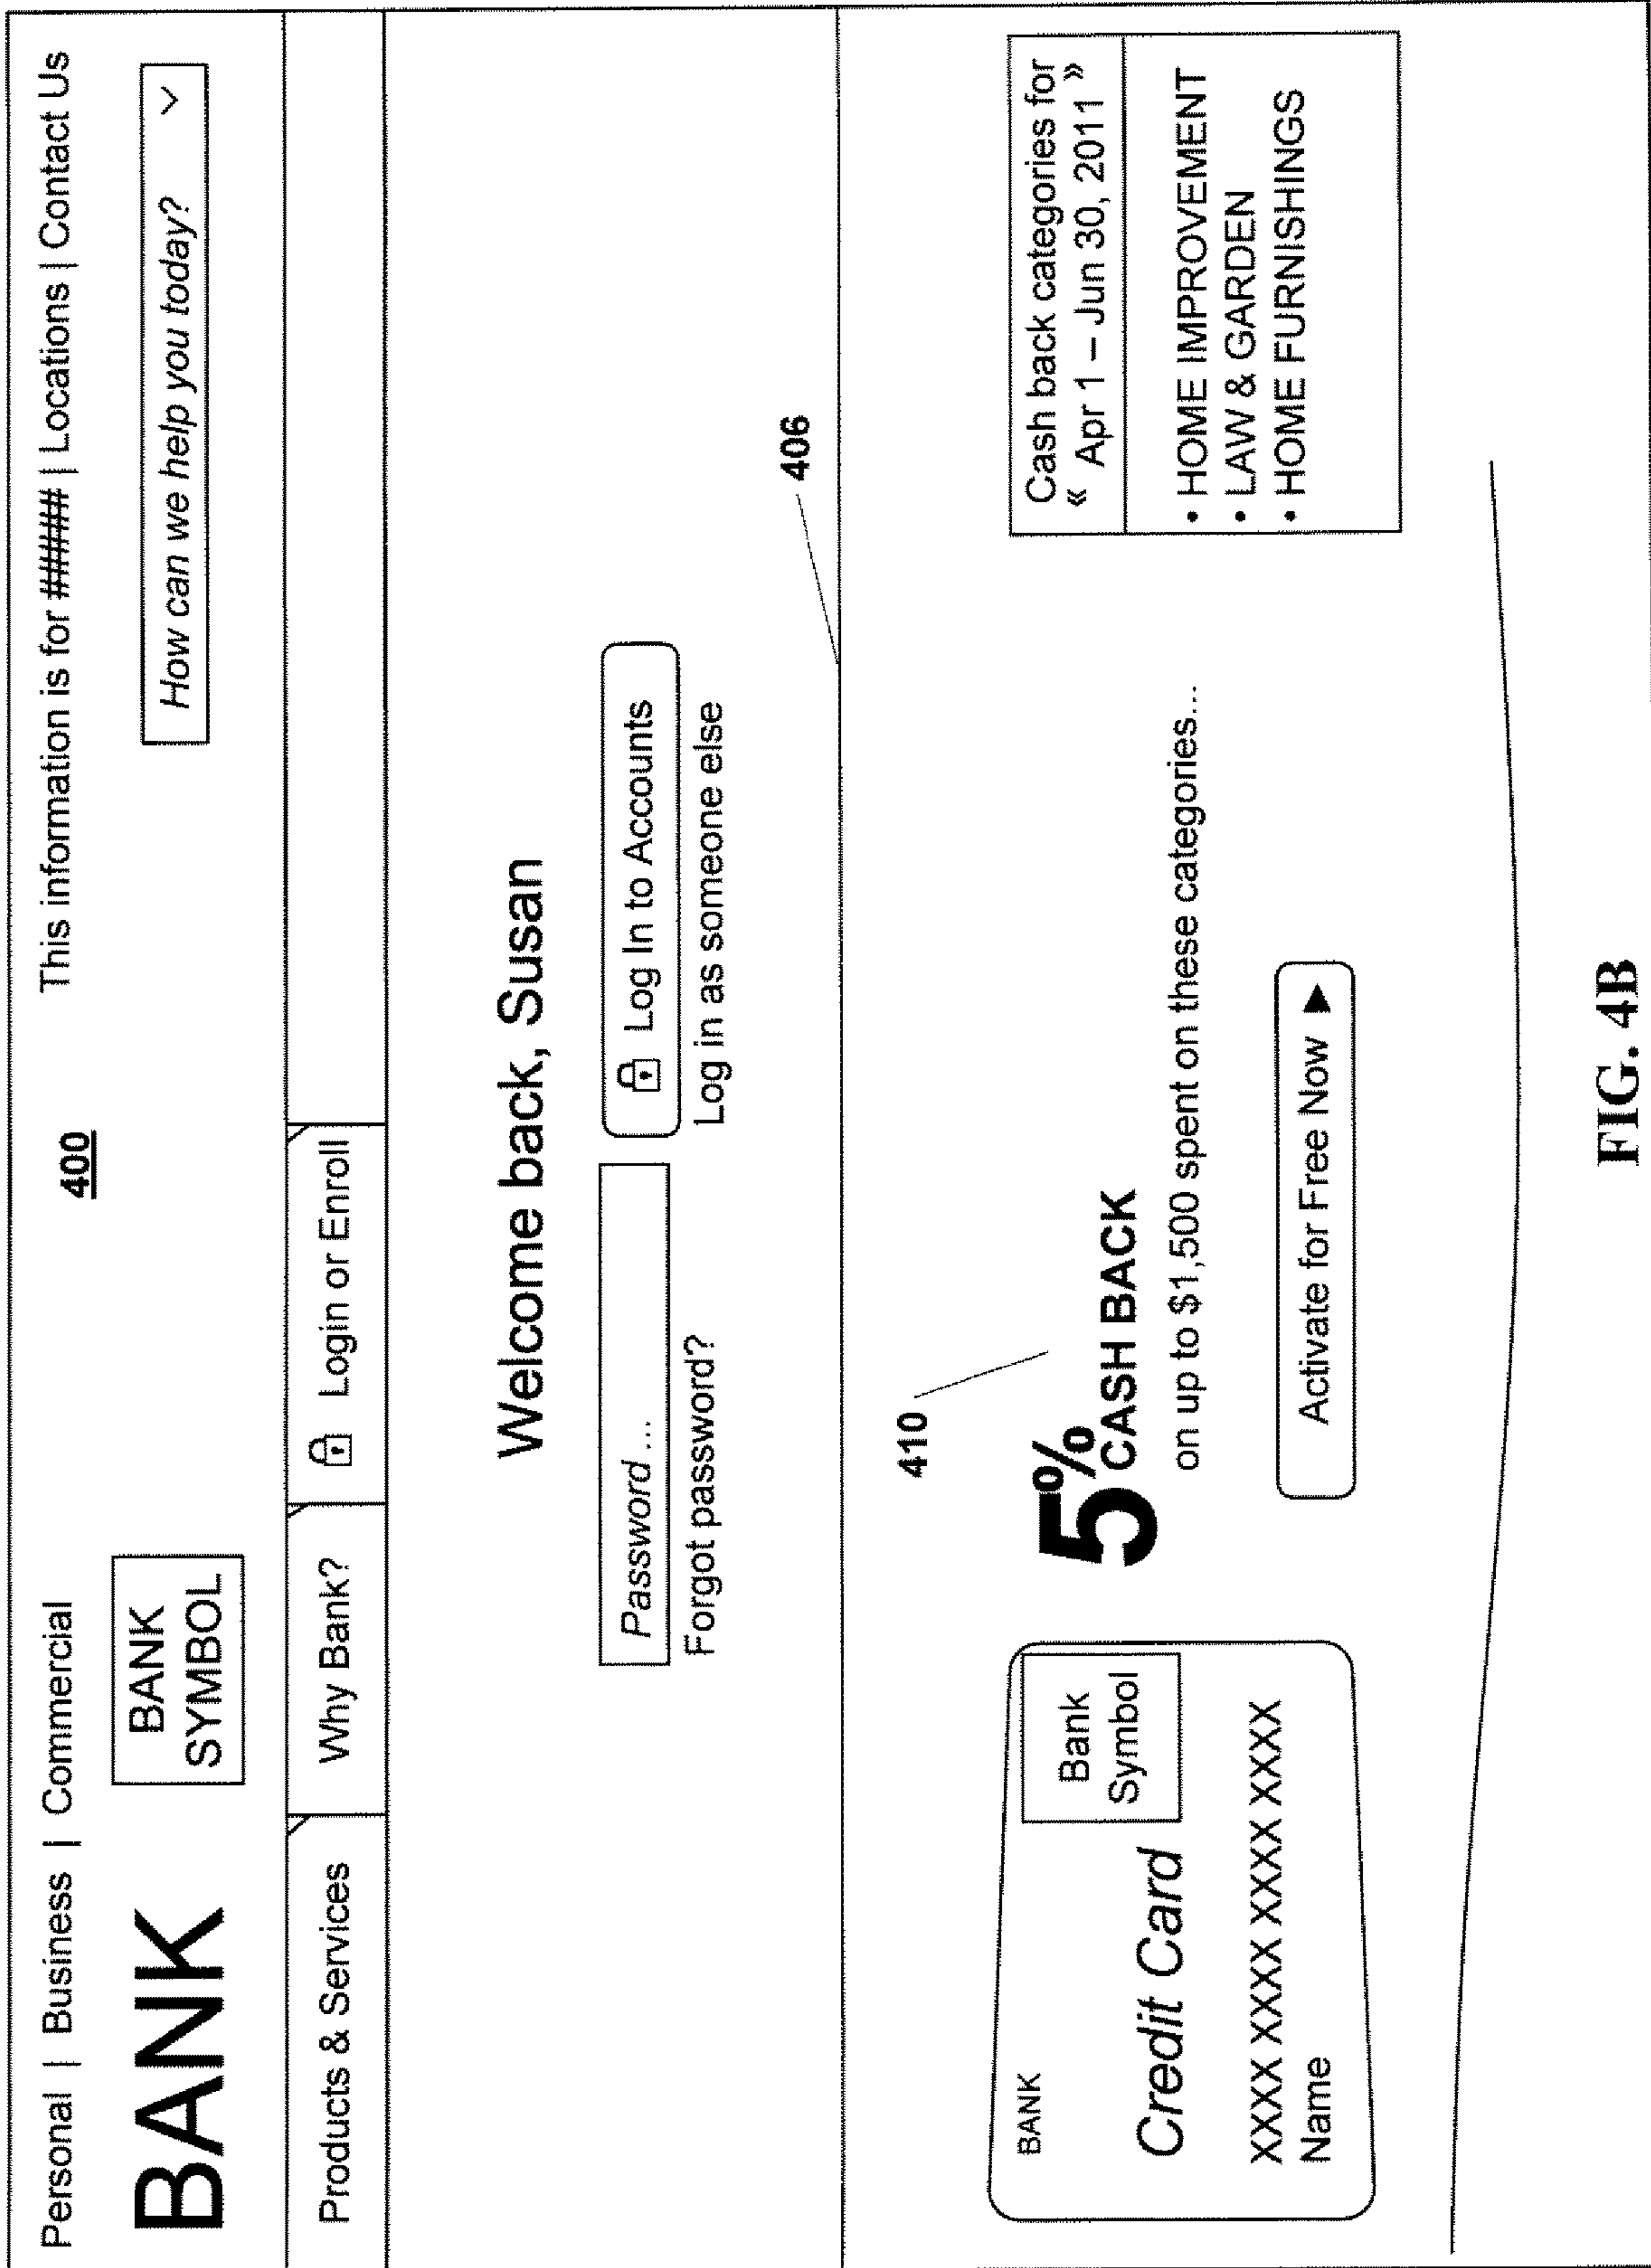 Personal | Business | Commercial
This information is for ##### | Locations | Contact Us
400
BANK
BANK
SYMBOL
How can we help you today?
Products & Services
Why Bank?
Login or Enroll
Welcome back, Susan
Password ...
Log In to Accounts
Forgot password?
Log in as someone else
406
410
BANK
Bank
Symbol
Credit Card
XXXX XXXX XXXX XXXX XXXX
Name
5%
CASH BACK
on up to $1,500 spent on these categories...
Activate for Free Now ▶
Cash back categories for
« Apr 1 – Jun 30, 2011 »
• HOME IMPROVEMENT
• LAW & GARDEN
• HOME FURNISHINGS
FIG. 4B